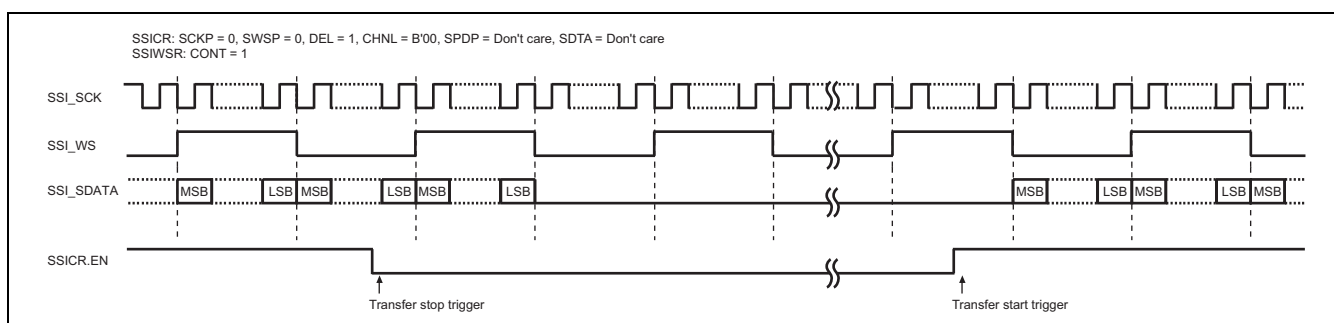 SSICR: SCKP = 0, SWSP = 0, DEL = 1, CHNL = B'00, SPDP = Don't care, SDTA = Don't care
SSIWSR: CONT = 1
SSI_SCK
SSI_WS
SSI_SDATA
MSB LSB MSB LSB MSB LSB MSB LSB MSB LSB MSB
SSICR.EN
Transfer stop trigger
Transfer start trigger